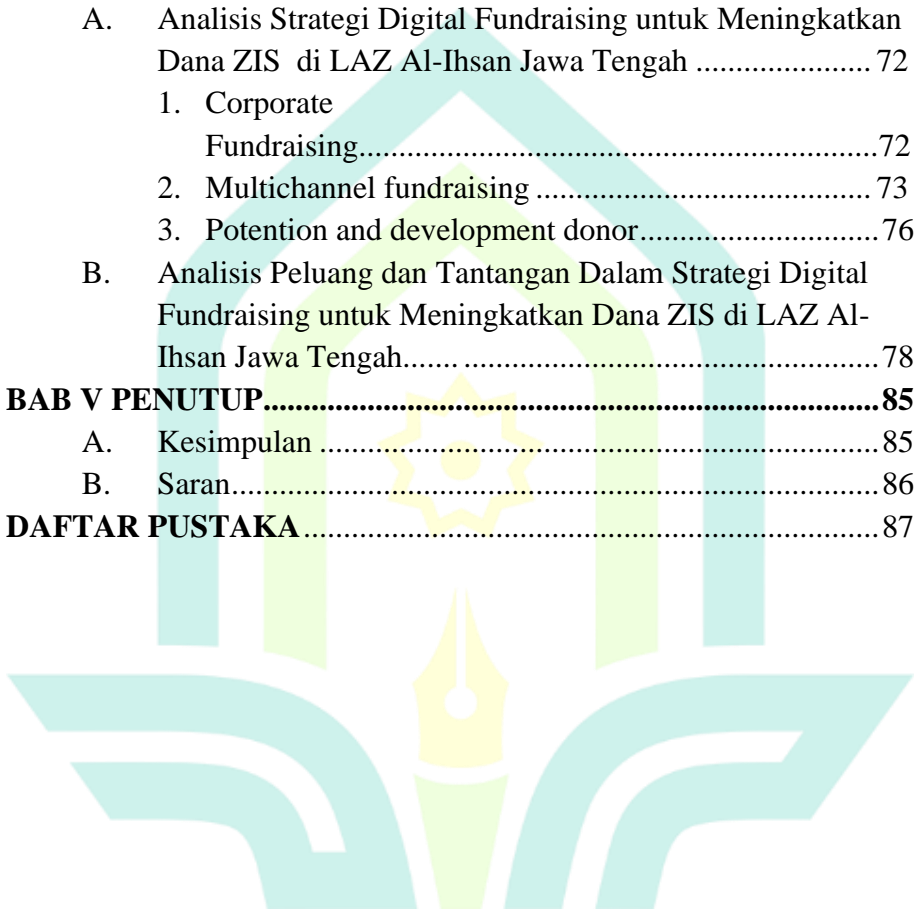 A. Analisis Strategi Digital Fundraising untuk Meningkatkan
Dana ZIS di LAZ Al-Ihsan Jawa Tengah ..................... 72
1. Corporate
Fundraising..............................................................72
2. Multichannel fundraising ...........................................73
3. Potention and development donor.............................76
B. Analisis Peluang dan Tantangan Dalam Strategi Digital
Fundraising untuk Meningkatkan Dana ZIS di LAZ Al-
Ihsan Jawa Tengah.........................................................78
BAB V PENUTUP..........................................................................85
A. Kesimpulan ...................................................................85
B. Saran..............................................................................86
DAFTAR PUSTAKA.....................................................................87